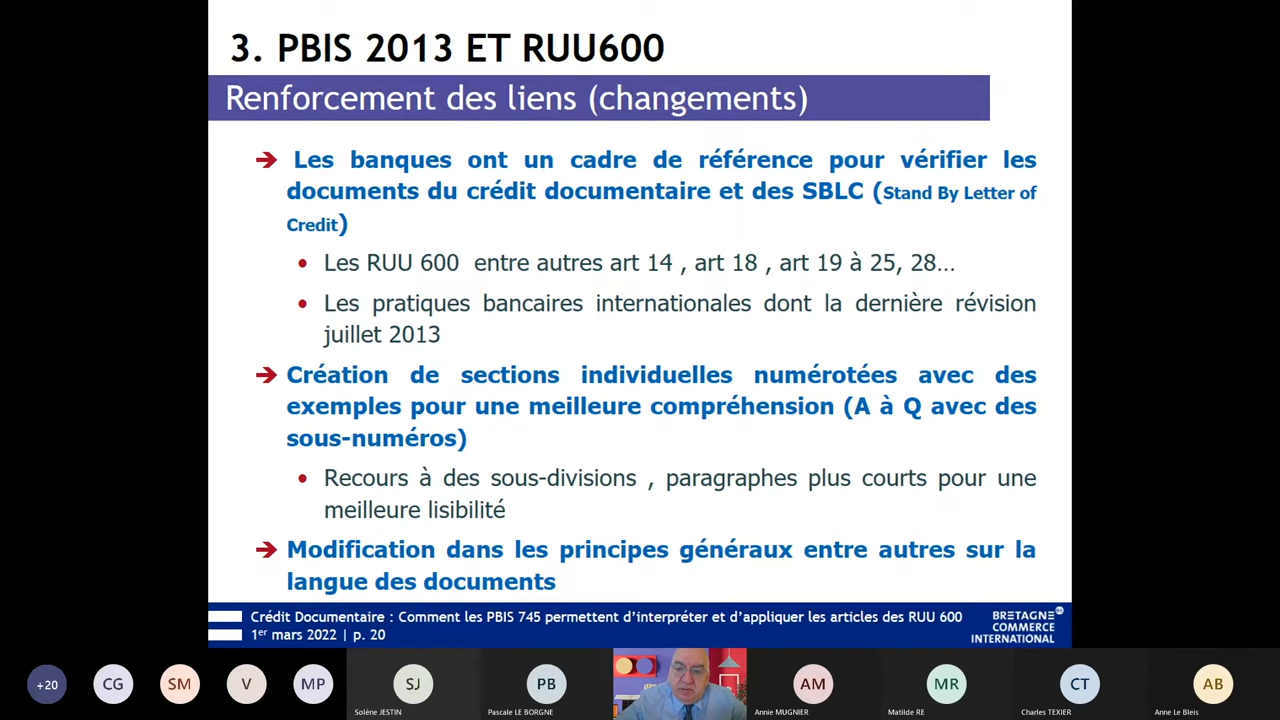 3. PBIS 2013 ET RUU600
Renforcement des liens (changements)
Les banques ont un cadre de référence pour vérifier les
documents du crédit documentaire et des SBLC (Stand By Letter of
Credit)
Les RUU 600 entre autres art 14 , art 18 , art 19 à 25, 28…
Les pratiques bancaires internationales dont la dernière révision
juillet 2013
Création de sections individuelles numérotées avec des
exemples pour une meilleure compréhension (A à Q avec des
sous-numéros)
Recours à des sous-divisions , paragraphes plus courts pour une
meilleure lisibilité
Modification dans les principes généraux entre autres sur la
langue des documents
Crédit Documentaire : Comment les PBIS 745 permettent d’interpréter et d’appliquer les articles des RUU 600
1er mars 2022 | p. 20
BRETAGNE
COMMERCE
INTERNATIONAL
+20 CG SM V MP SJ PB AM MR CT AB
Solène JESTIN Pascale LE BORGNE Annie MUGNIER Matilde RE Charles TEXIER Anne Le Bleis